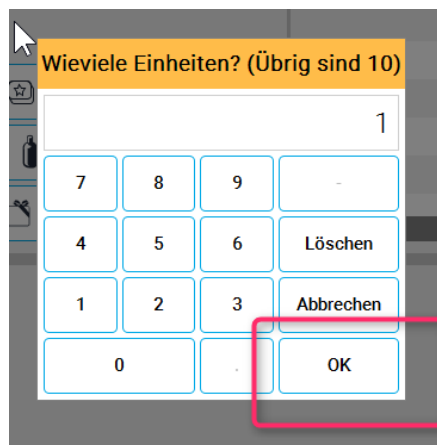 Wieviele Einheiten? (Übrig sind 10)
1
7 8 9 -
4 5 6 Löschen
1 2 3 Abbrechen
0 . OK